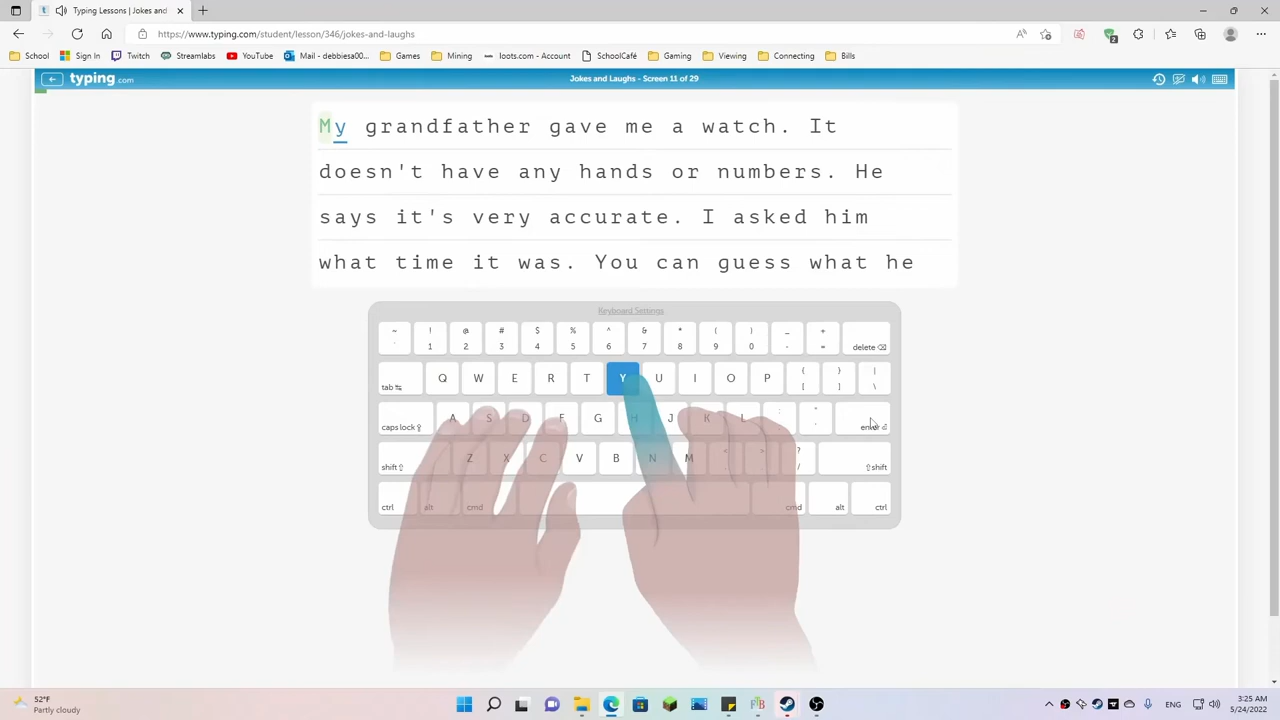 Typing Lessons | Jokes and
https://www.typing.com/student/lesson/346/jokes-and-laughs
School Sign In Twitch Streamlabs YouTube Mail - debbiesa00... Gaming Mining loots.com - Account SchoolCafé Gaming Viewing Connecting Bills
typing.com
Jokes and Laughs - Screen 11 of 29
My grandfather gave me a watch. It
doesn't have any hands or numbers. He
says it's very accurate. I asked him
what time it was. You can guess what he
Keyboard Settings
~ ! @ # $ % ^ & * ( ) _ +
` 1 2 3 4 5 6 7 8 9 0 - = delete
tab Q W E R T Y U I O P { [ } ] | \
caps lock A S D F G H J K L : ; " ' enter
shift Z X C V B N M < , > . ? / shift
ctrl alt cmd cmd alt ctrl
52°F
Partly cloudy
ENG
3:25 AM
5/24/2022